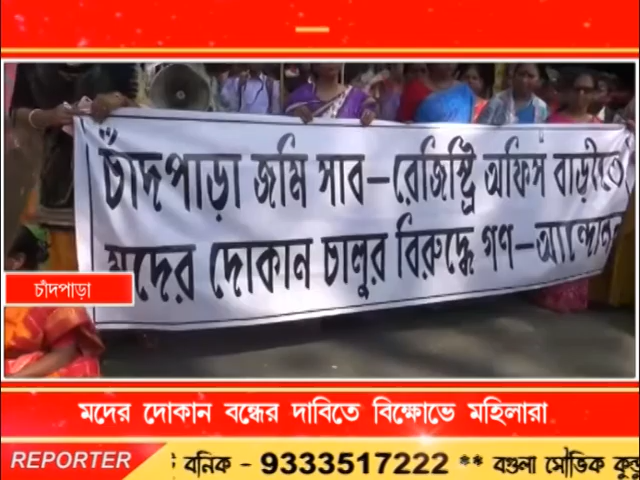 চাঁদপাড়া জমি সাব-রেজিস্ট্রি অফিস বাড়ীতে
মদের দোকান চালুর বিরুদ্ধে গণ-আন্দোলন
চাঁদপাড়া
মদের দোকান বন্ধের দাবিতে বিক্ষোভে মহিলারা
REPORTER
বনিক - 9333517222 ** বগুলা সৌভিক কুন্ডু